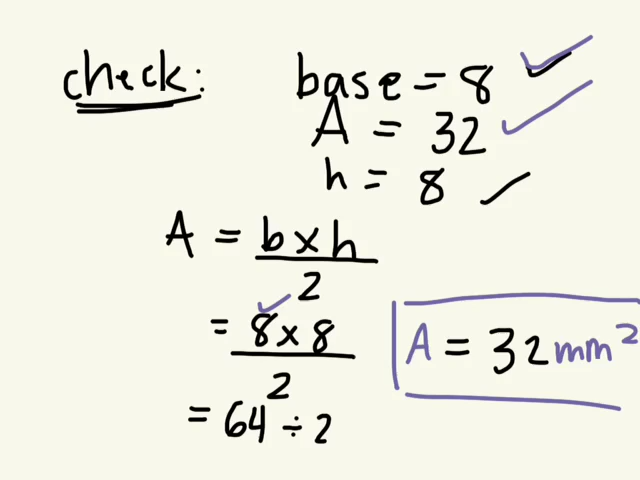 check: base = 8
A = 32
h = 8
A = b x h
2
= 8 x 8
2
= 64 ÷ 2
A = 32 mm²